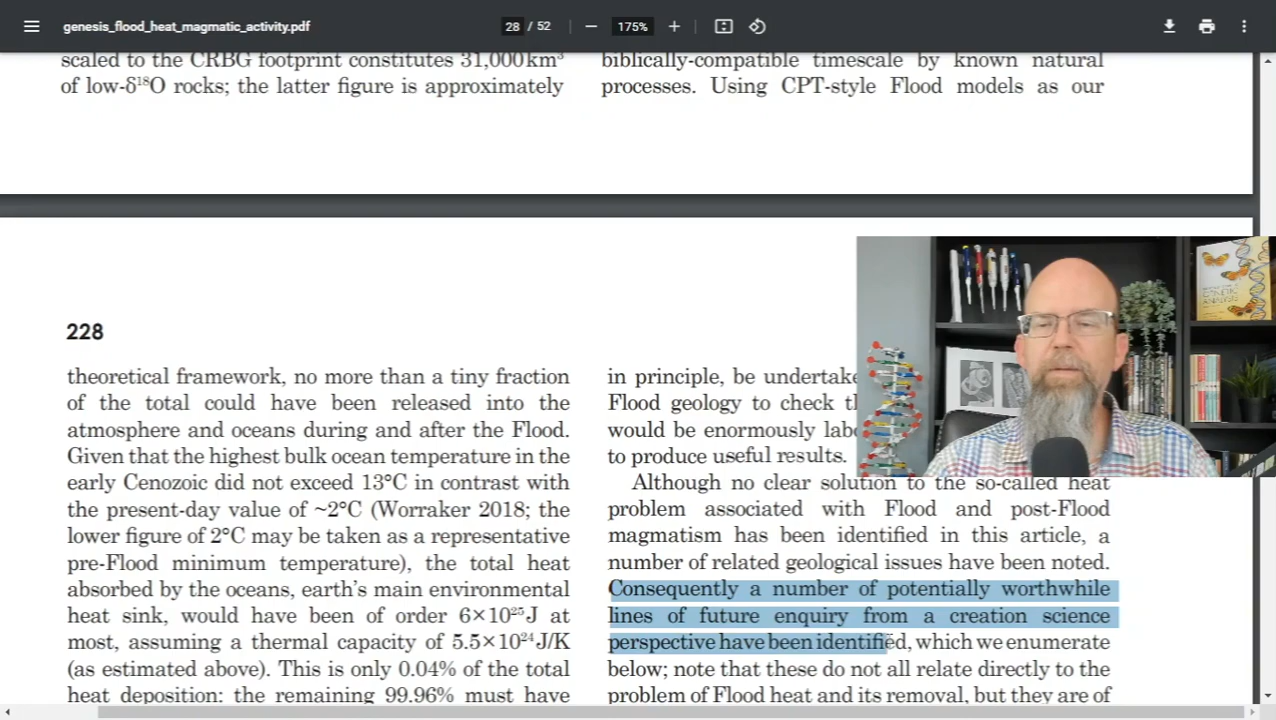 genesis_flood_heat_magmatic_activity.pdf
28 / 52
175%
scaled to the CRBG footprint constitutes 31,000 km³
of low-δ¹⁸O rocks; the latter figure is approximately
biblically-compatible timescale by known natural
processes. Using CPT-style Flood models as our
228
theoretical framework, no more than a tiny fraction
of the total could have been released into the
atmosphere and oceans during and after the Flood.
Given that the highest bulk ocean temperature in the
early Cenozoic did not exceed 13°C in contrast with
the present-day value of ~2°C (Worraker 2018; the
lower figure of 2°C may be taken as a representative
pre-Flood minimum temperature), the total heat
absorbed by the oceans, earth's main environmental
heat sink, would have been of order 6×10²⁵J at
most, assuming a thermal capacity of 5.5×10²⁴J/K
(as estimated above). This is only 0.04% of the total
heat deposition: the remaining 99.96% must have
in principle, be undertake
Flood geology to check
would be enormously
to produce useful results.
Although no clear solution to the so-called heat
problem associated with Flood and post-Flood
magmatism has been identified in this article, a
number of related geological issues have been noted.
Consequently a number of potentially worthwhile
lines of future enquiry from a creation science
perspective have been identified, which we enumerate
below; note that these do not all relate directly to the
problem of Flood heat and its removal, but they are of